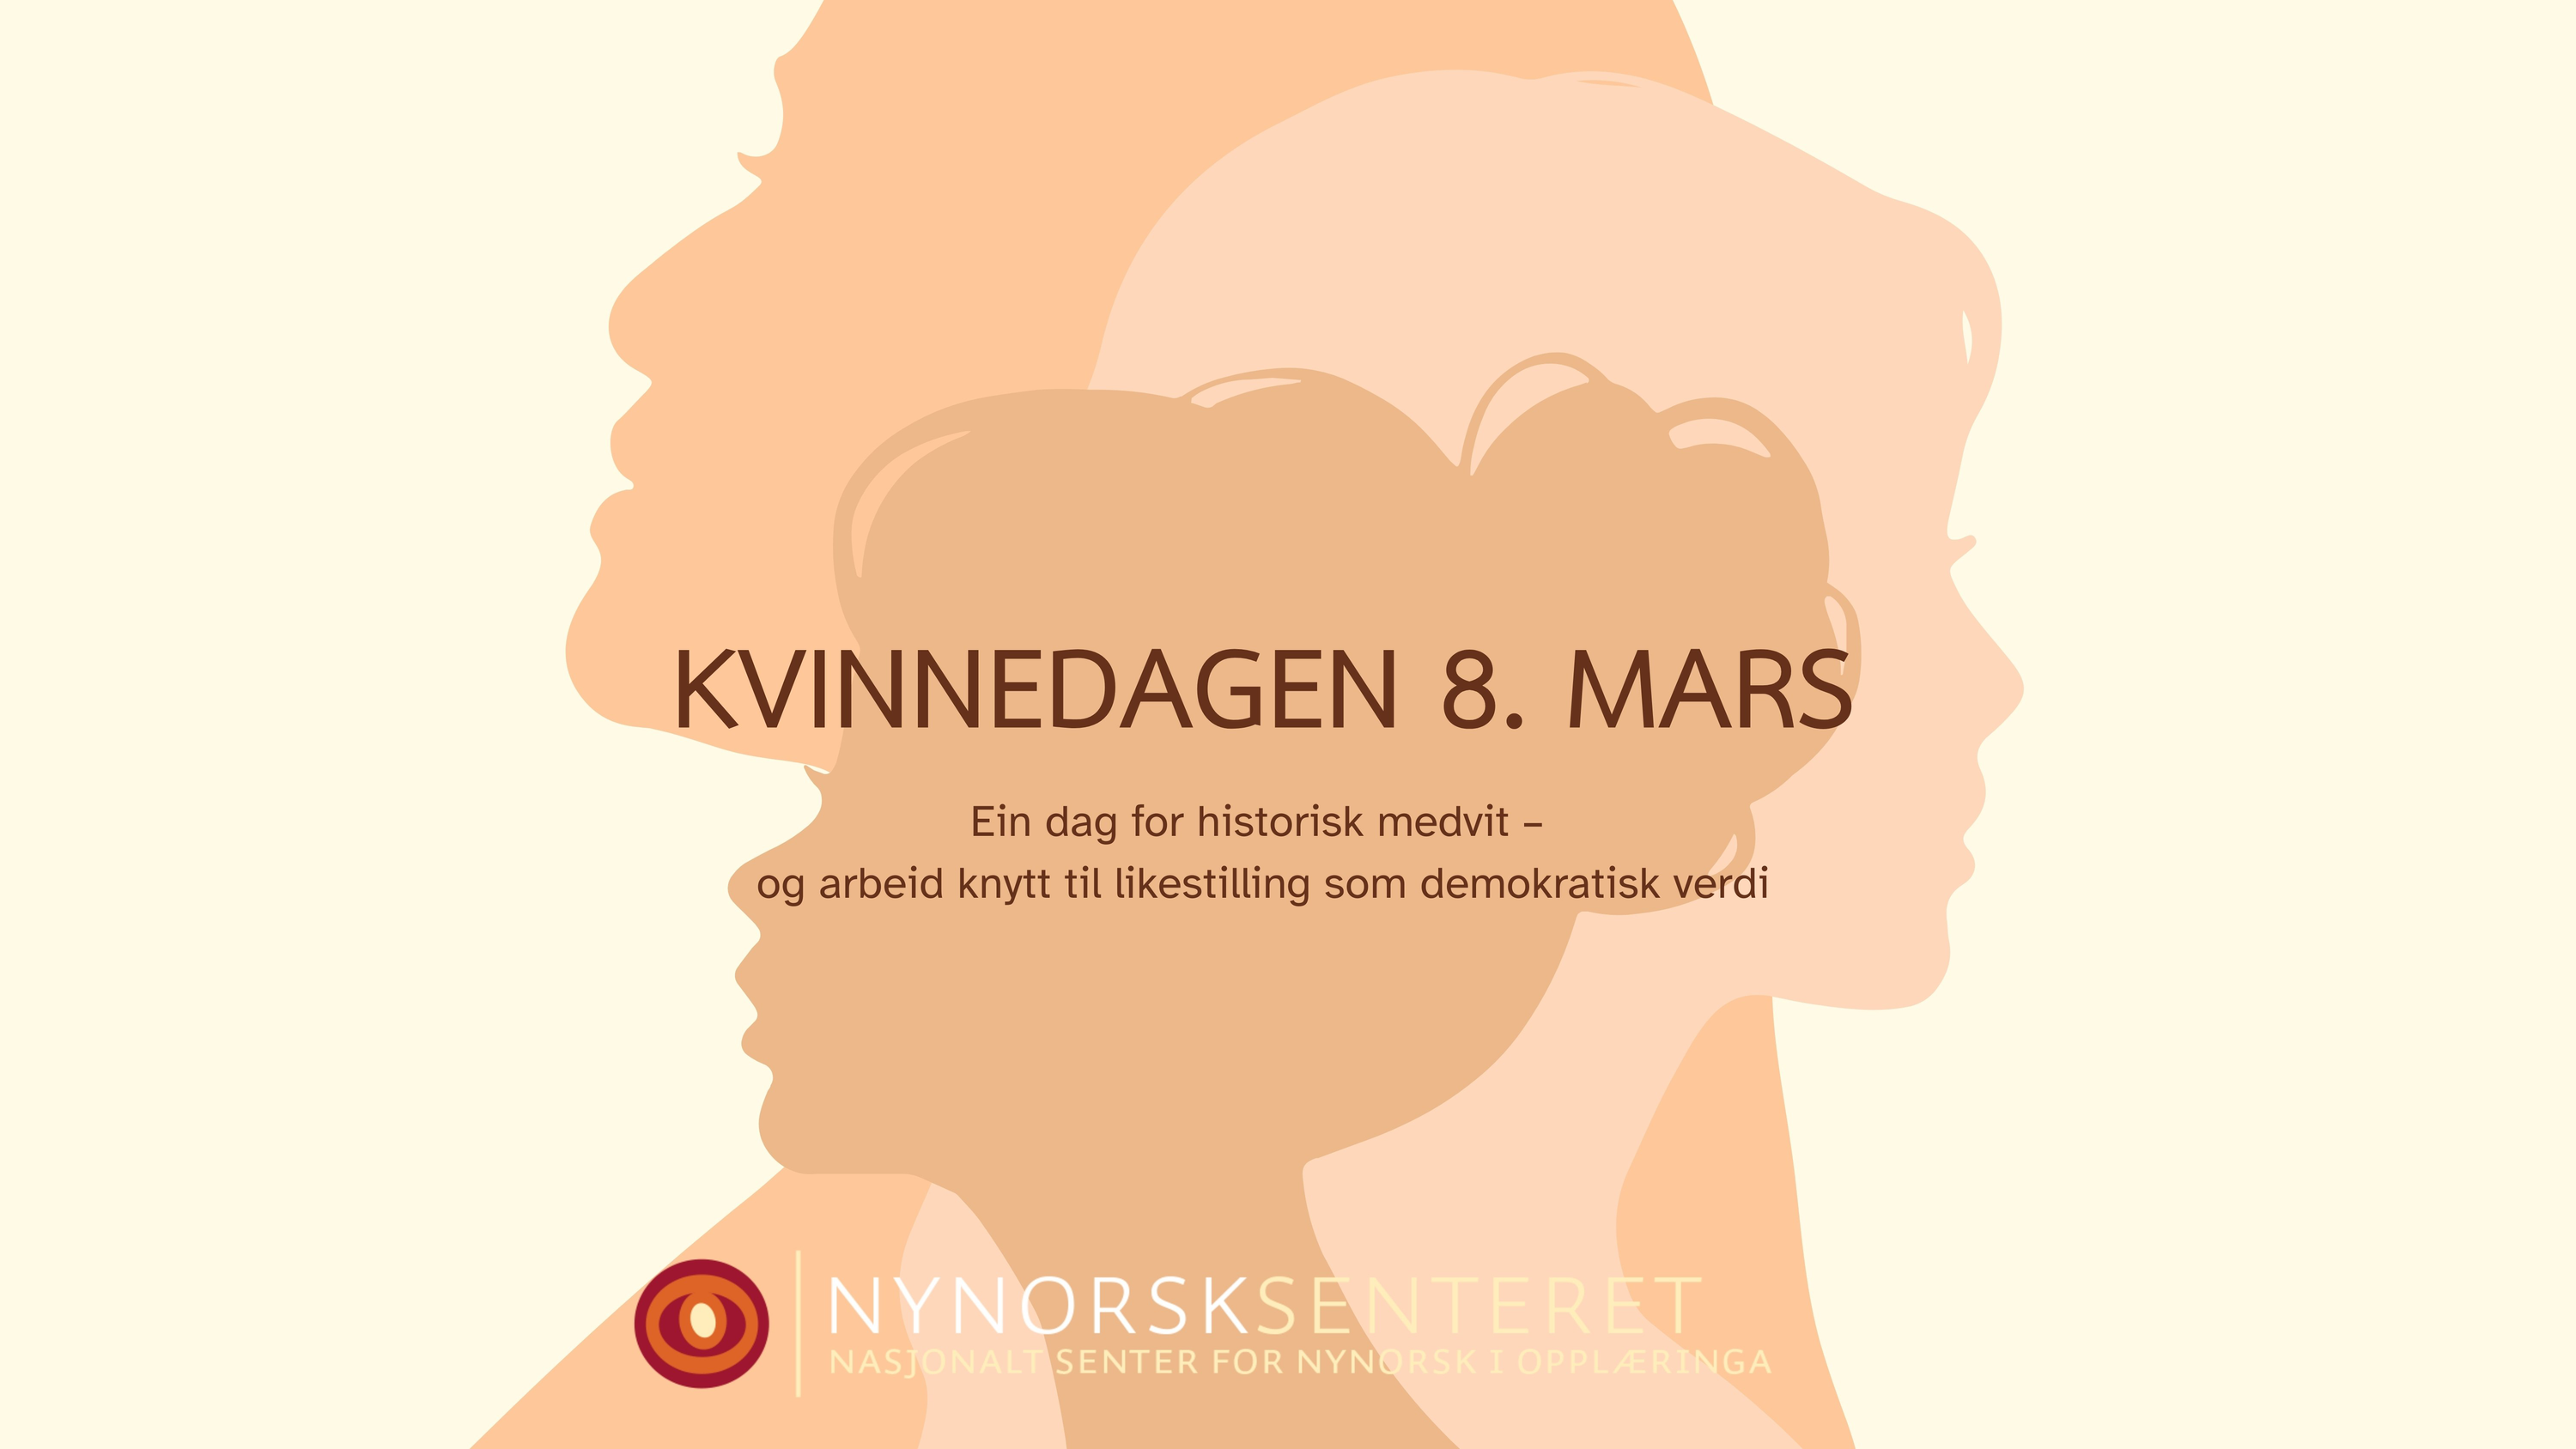 KVINNEDAGEN 8. MARS
Ein dag for historisk medvit –
og arbeid knytt til likestilling som demokratisk verdi
NYNORSKSENTERET
NASJONALT SENTER FOR NYNORSK I OPPLÆRINGA